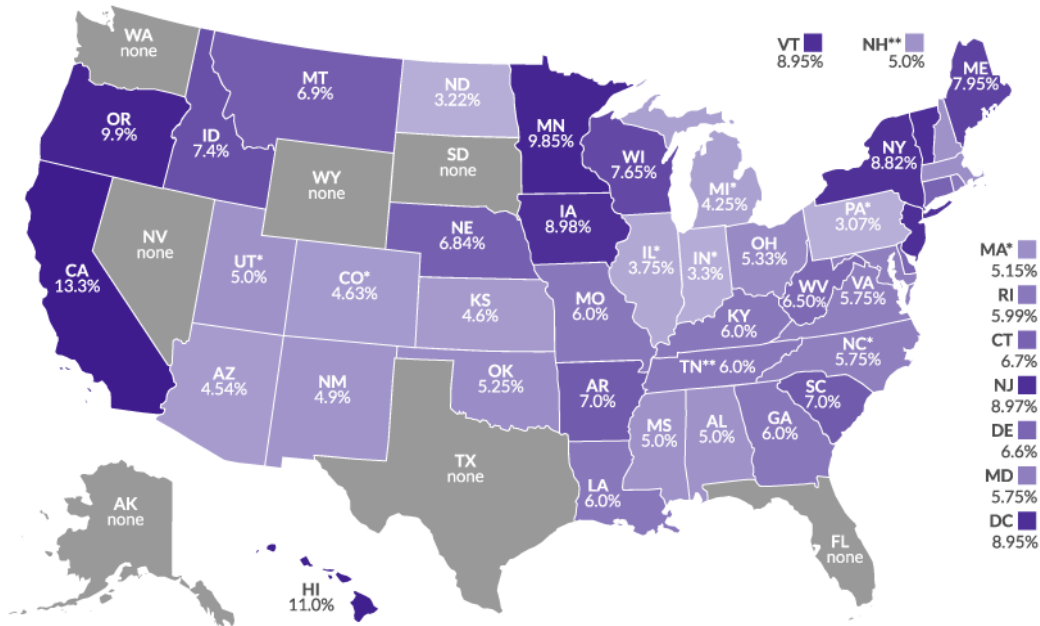 WA
none
OR
9.9%
CA
13.3%
NV
none
ID
7.4%
MT
6.9%
WY
none
UT*
5.0%
AZ
4.54%
CO*
4.63%
NM
4.9%
ND
3.22%
SD
none
NE
6.84%
KS
4.6%
OK
5.25%
TX
none
MN
9.85%
IA
8.98%
MO
6.0%
AR
7.0%
LA
6.0%
WI
7.65%
IL*
3.75%
MI*
4.25%
IN*
3.3%
OH
5.33%
KY
6.0%
TN** 6.0%
MS
5.0%
AL
5.0%
GA
6.0%
FL
none
SC
7.0%
NC*
5.75%
VA
5.75%
WV
6.50%
PA*
3.07%
NY
8.82%
ME
7.95%
VT
8.95%
NH**
5.0%
MA*
5.15%
RI
5.99%
CT
6.7%
NJ
8.97%
DE
6.6%
MD
5.75%
DC
8.95%
AK
none
HI
11.0%